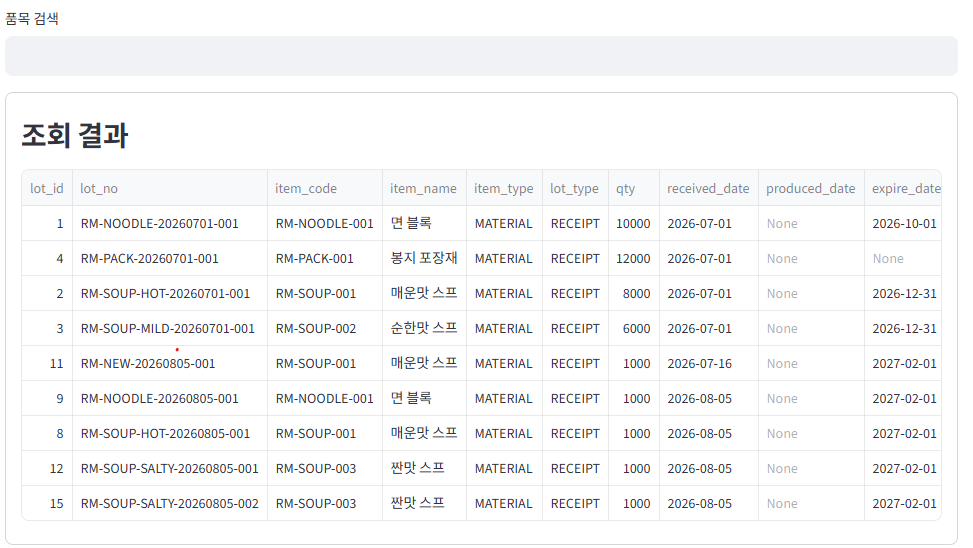 품목 검색
조회 결과
lot_id lot_no item_code item_name item_type lot_type qty received_date produced_date expire_date
1 RM-NOODLE-20260701-001 RM-NOODLE-001 면 블록 MATERIAL RECEIPT 10000 2026-07-01 None 2026-10-01
4 RM-PACK-20260701-001 RM-PACK-001 봉지 포장재 MATERIAL RECEIPT 12000 2026-07-01 None None
2 RM-SOUP-HOT-20260701-001 RM-SOUP-001 매운맛 스프 MATERIAL RECEIPT 8000 2026-07-01 None 2026-12-31
3 RM-SOUP-MILD-20260701-001 RM-SOUP-002 순한맛 스프 MATERIAL RECEIPT 6000 2026-07-01 None 2026-12-31
11 RM-NEW-20260805-001 RM-SOUP-001 매운맛 스프 MATERIAL RECEIPT 1000 2026-07-16 None 2027-02-01
9 RM-NOODLE-20260805-001 RM-NOODLE-001 면 블록 MATERIAL RECEIPT 1000 2026-08-05 None 2027-02-01
8 RM-SOUP-HOT-20260805-001 RM-SOUP-001 매운맛 스프 MATERIAL RECEIPT 1000 2026-08-05 None 2027-02-01
12 RM-SOUP-SALTY-20260805-001 RM-SOUP-003 짠맛 스프 MATERIAL RECEIPT 1000 2026-08-05 None 2027-02-01
15 RM-SOUP-SALTY-20260805-002 RM-SOUP-003 짠맛 스프 MATERIAL RECEIPT 1000 2026-08-05 None 2027-02-01